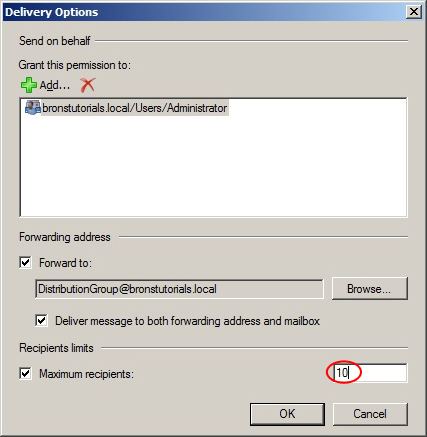 Delivery Options
Send on behalf
Grant this permission to:
Add...
bronstutorials.local/Users/Administrator
Forwarding address
Forward to:
DistributionGroup@bronstutorials.local
Browse...
Deliver message to both forwarding address and mailbox
Recipients limits
Maximum recipients:
10
OK
Cancel